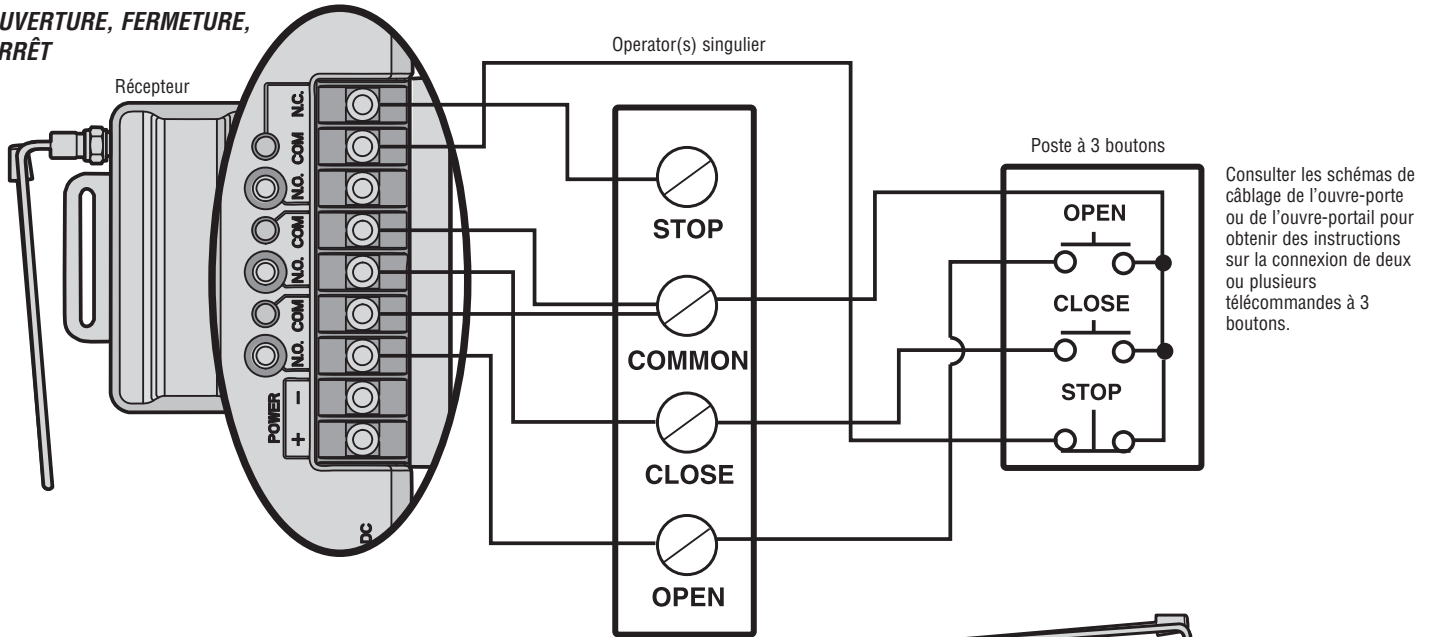 UVERTURE, FERMETURE,
RRÊT
Récepteur
Operator(s) singulier
Poste à 3 boutons
N.C.
COM
N.O.
COM
N.O.
COM
N.O.
POWER
-
+
DC
STOP
COMMON
CLOSE
OPEN
OPEN
CLOSE
STOP
Consulter les schémas de
câblage de l’ouvre-porte
ou de l’ouvre-portail pour
obtenir des instructions
sur la connexion de deux
ou plusieurs
télécommandes à 3
boutons.